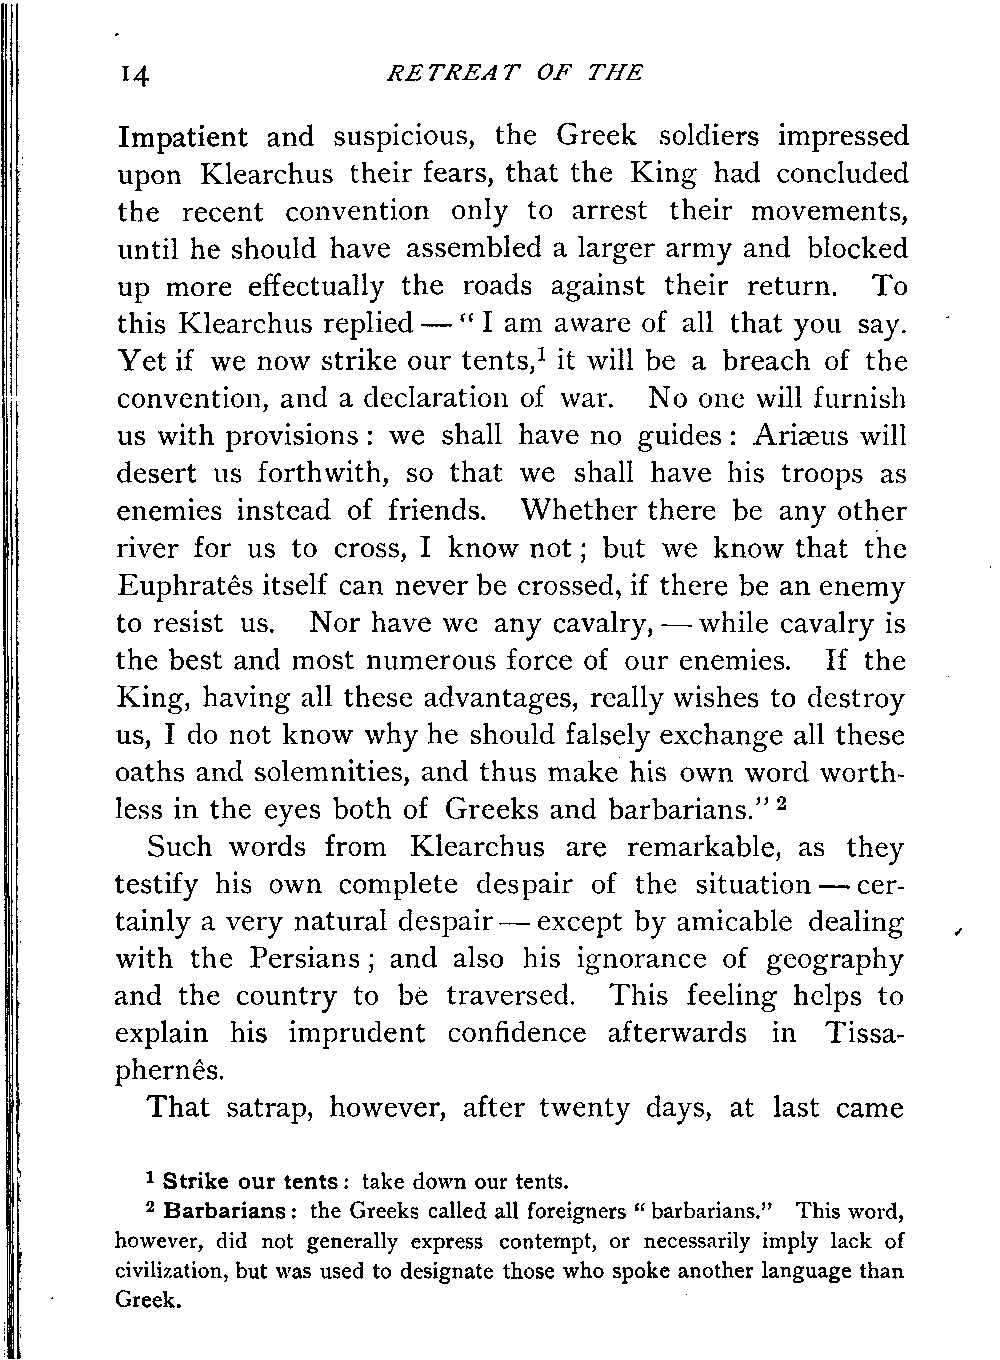 14 RETREAT OF THE
Impatient and suspicious, the Greek soldiers impressed
upon Klearchus their fears, that the King had concluded
the recent convention only to arrest their movements,
until he should have assembled a larger army and blocked
up more effectually the roads against their return. To
this Klearchus replied — “ I am aware of all that you say.
Yet if we now strike our tents,¹ it will be a breach of the
convention, and a declaration of war. No one will furnish
us with provisions : we shall have no guides : Ariæus will
desert us forthwith, so that we shall have his troops as
enemies instead of friends. Whether there be any other
river for us to cross, I know not ; but we know that the
Euphratês itself can never be crossed, if there be an enemy
to resist us. Nor have we any cavalry, — while cavalry is
the best and most numerous force of our enemies. If the
King, having all these advantages, really wishes to destroy
us, I do not know why he should falsely exchange all these
oaths and solemnities, and thus make his own word worth-
less in the eyes both of Greeks and barbarians.” ²
Such words from Klearchus are remarkable, as they
testify his own complete despair of the situation — cer-
tainly a very natural despair — except by amicable dealing
with the Persians ; and also his ignorance of geography
and the country to be traversed. This feeling helps to
explain his imprudent confidence afterwards in Tissa-
phernês.
That satrap, however, after twenty days, at last came
¹ Strike our tents : take down our tents.
² Barbarians : the Greeks called all foreigners “ barbarians.” This word,
however, did not generally express contempt, or necessarily imply lack of
civilization, but was used to designate those who spoke another language than
Greek.